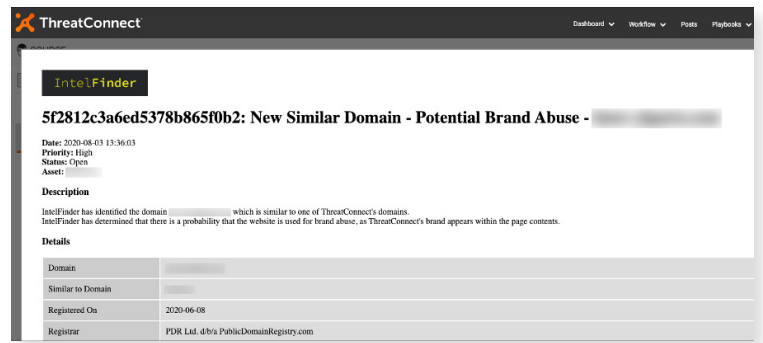 ThreatConnect
Dashboard Workflow Posts Playbooks
IntelFinder
5f2812c3a6ed5378b865f0b2: New Similar Domain - Potential Brand Abuse -
Date: 2020-08-03 13:36:03
Priority: High
Status: Open
Asset:
Description
IntelFinder has identified the domain which is similar to one of ThreatConnect's domains.
IntelFinder has determined that there is a probability that the website is used for brand abuse, as ThreatConnect's brand appears within the page contents.
Details
Domain
Similar to Domain
Registered On 2020-06-08
Registrar PDR Ltd. d/b/a PublicDomainRegistry.com